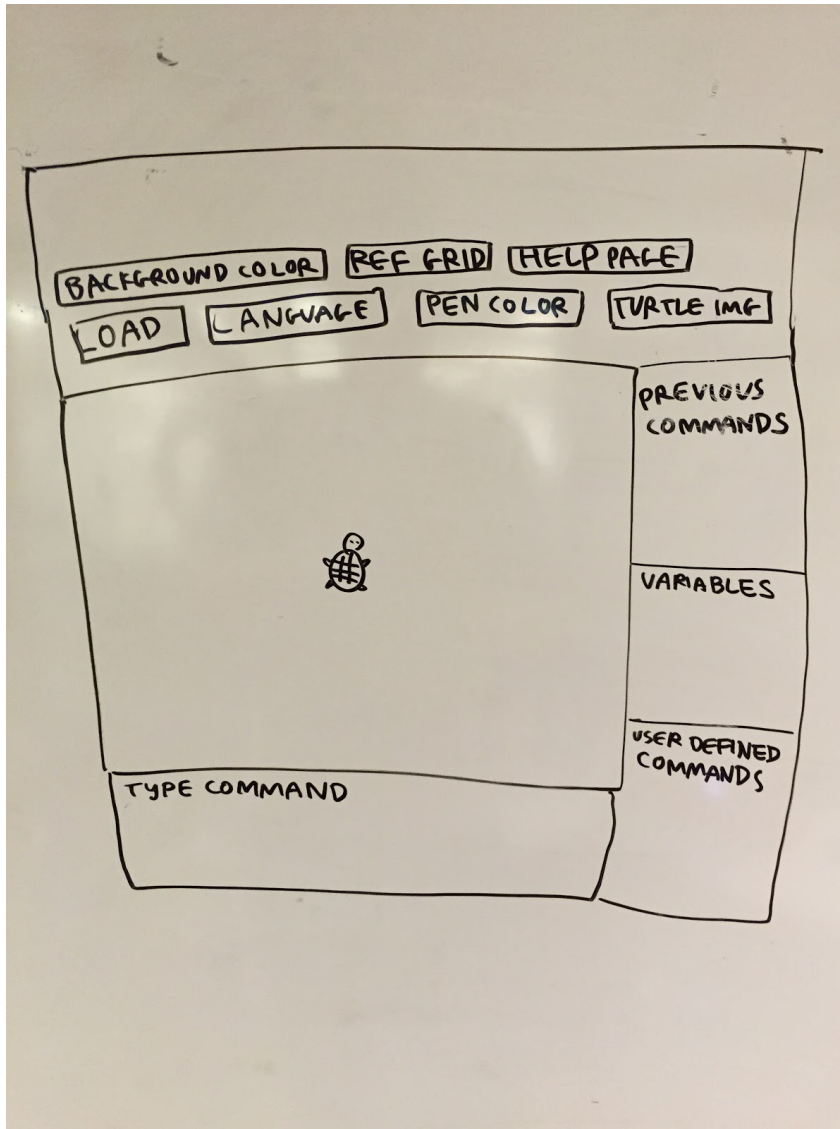 BACKGROUND COLOR REF GRID HELP PAGE
LOAD LANGUAGE PEN COLOR TURTLE IMG
PREVIOUS
COMMANDS
VARIABLES
USER DEFINED
COMMANDS
TYPE COMMAND